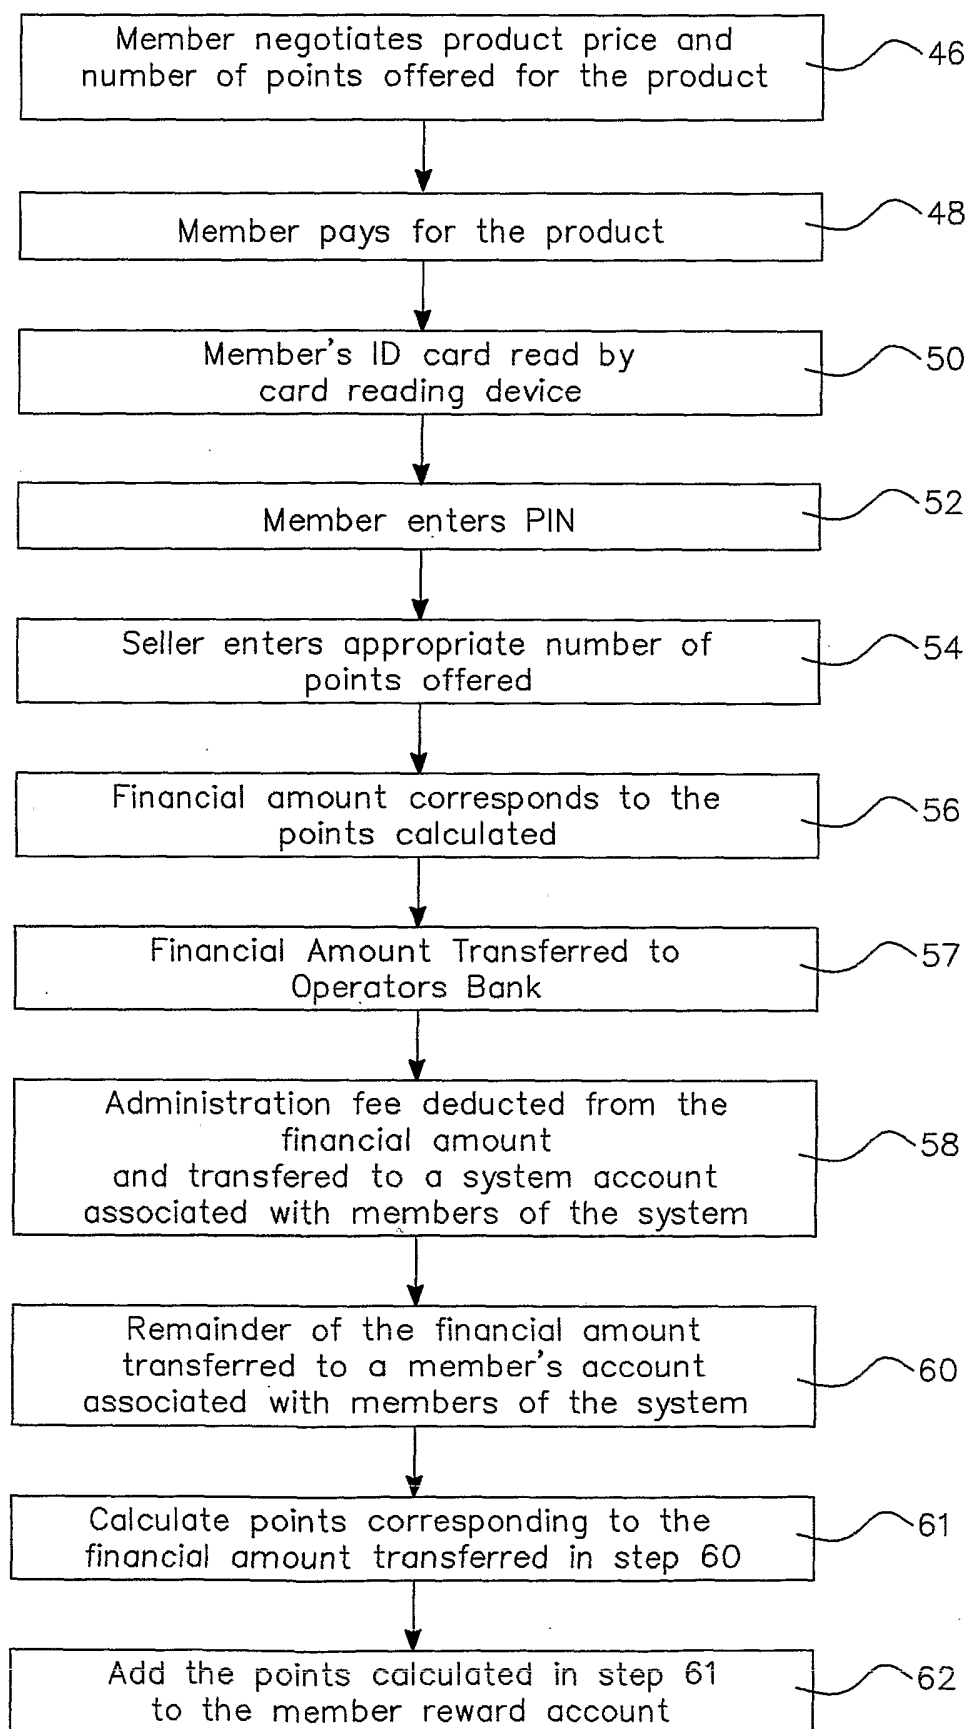 Member negotiates product price and
number of points offered for the product
46
Member pays for the product
48
Member's ID card read by
card reading device
50
Member enters PIN
52
Seller enters appropriate number of
points offered
54
Financial amount corresponds to the
points calculated
56
Financial Amount Transferred to
Operators Bank
57
Administration fee deducted from the
financial amount
and transfered to a system account
associated with members of the system
58
Remainder of the financial amount
transferred to a member's account
associated with members of the system
60
Calculate points corresponding to the
financial amount transferred in step 60
61
Add the points calculated in step 61
to the member reward account
62